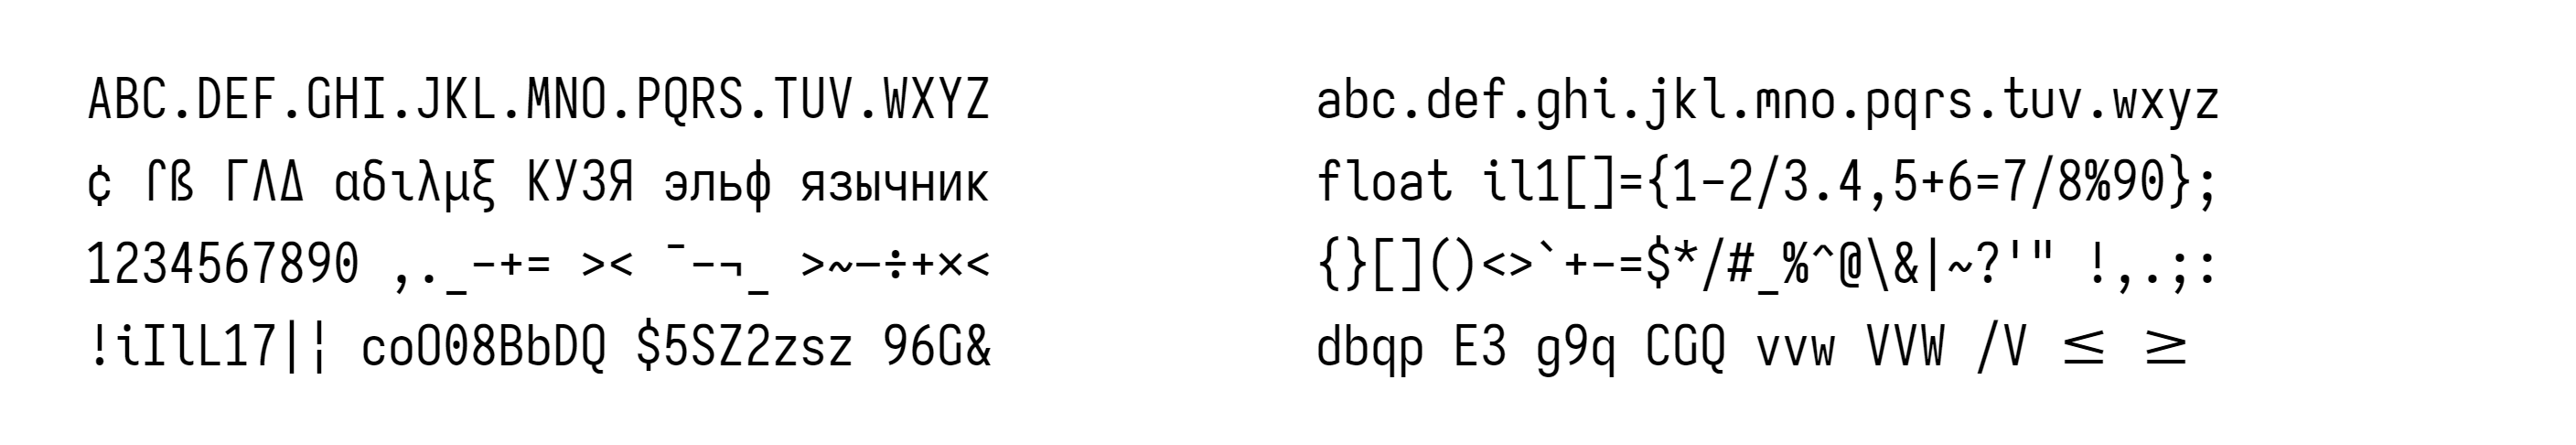 ABC.DEF.GHI.JKL.MNO.PQRS.TUV.WXYZ abc.def.ghi.jkl.mno.pqrs.tuv.wxyz
¢ ſß ΓΛΔ αδιλμξ КУЗЯ эльф язычник float il1[]={1-2/3.4,5+6=7/8%90};
1234567890 ,._-+= >< ¯-¬_ >~–÷+×< {}[]()<>`+-=$*/#_%^@\&|~?'" !,.;:
!iIlL17|¦ coO08BbDQ $5SZ2zsz 96G& dbqp E3 g9q CGQ vvw VVW /V ≤ ≥